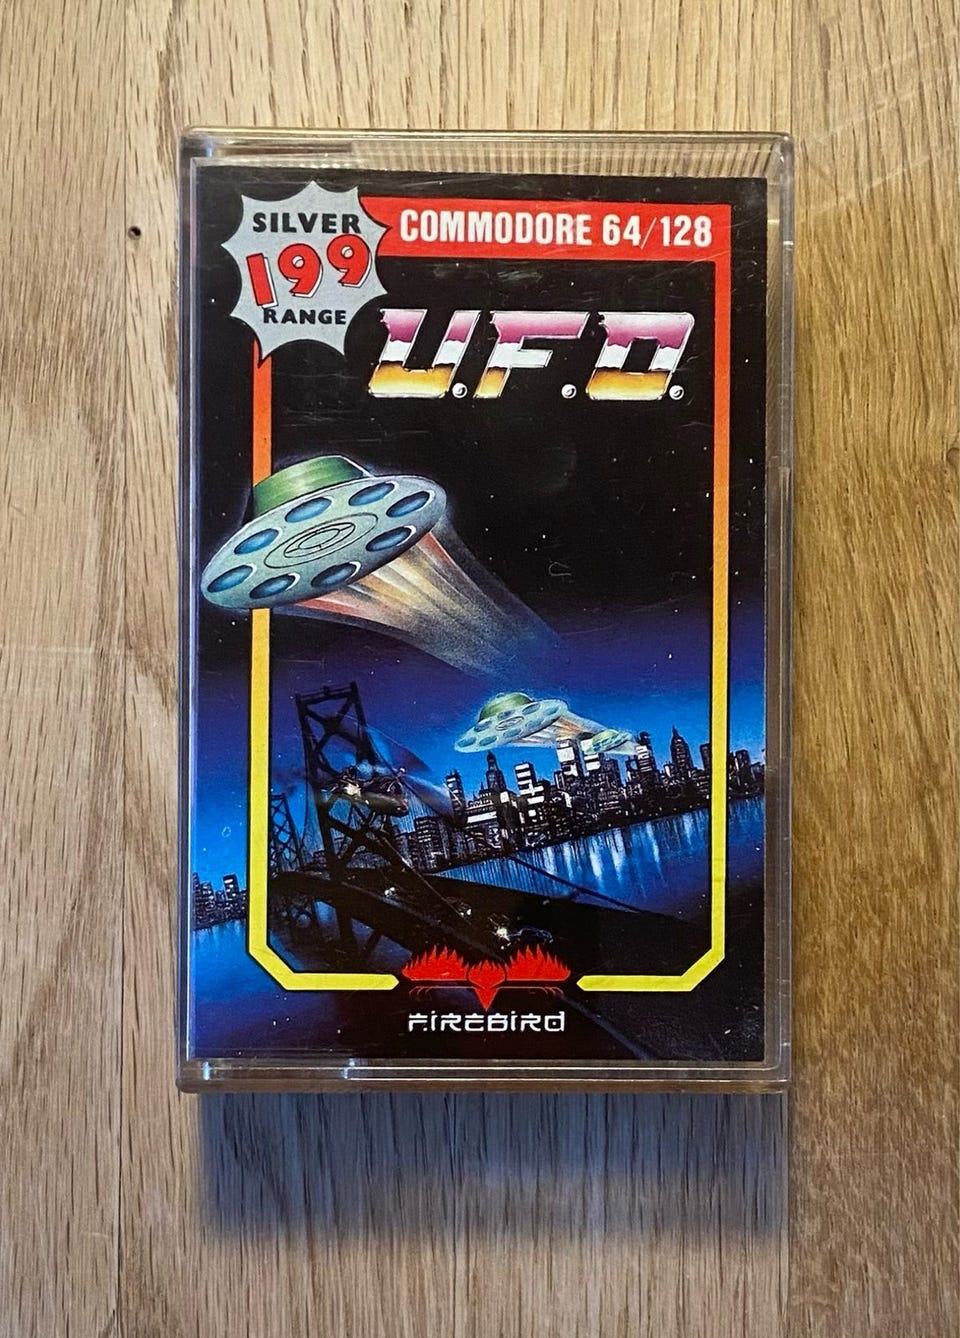 SILVER
199
RANGE
COMMODORE 64/128
U.F.O.
FIREBIRD